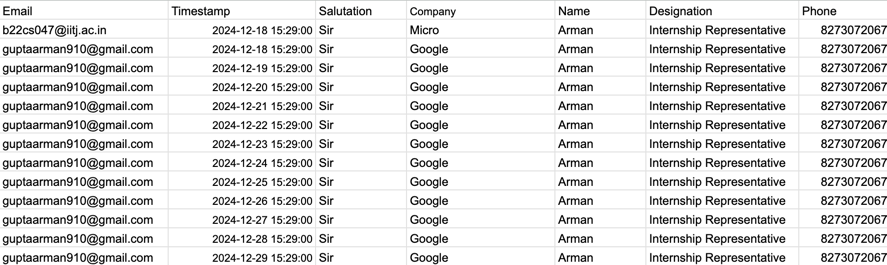 Email Timestamp Salutation Company Name Designation Phone
b22cs047@iitj.ac.in 2024-12-18 15:29:00 Sir Micro Arman Internship Representative 8273072067
guptaarman910@gmail.com 2024-12-18 15:29:00 Sir Google Arman Internship Representative 8273072067
guptaarman910@gmail.com 2024-12-19 15:29:00 Sir Google Arman Internship Representative 8273072067
guptaarman910@gmail.com 2024-12-20 15:29:00 Sir Google Arman Internship Representative 8273072067
guptaarman910@gmail.com 2024-12-21 15:29:00 Sir Google Arman Internship Representative 8273072067
guptaarman910@gmail.com 2024-12-22 15:29:00 Sir Google Arman Internship Representative 8273072067
guptaarman910@gmail.com 2024-12-23 15:29:00 Sir Google Arman Internship Representative 8273072067
guptaarman910@gmail.com 2024-12-24 15:29:00 Sir Google Arman Internship Representative 8273072067
guptaarman910@gmail.com 2024-12-25 15:29:00 Sir Google Arman Internship Representative 8273072067
guptaarman910@gmail.com 2024-12-26 15:29:00 Sir Google Arman Internship Representative 8273072067
guptaarman910@gmail.com 2024-12-27 15:29:00 Sir Google Arman Internship Representative 8273072067
guptaarman910@gmail.com 2024-12-28 15:29:00 Sir Google Arman Internship Representative 8273072067
guptaarman910@gmail.com 2024-12-29 15:29:00 Sir Google Arman Internship Representative 8273072067